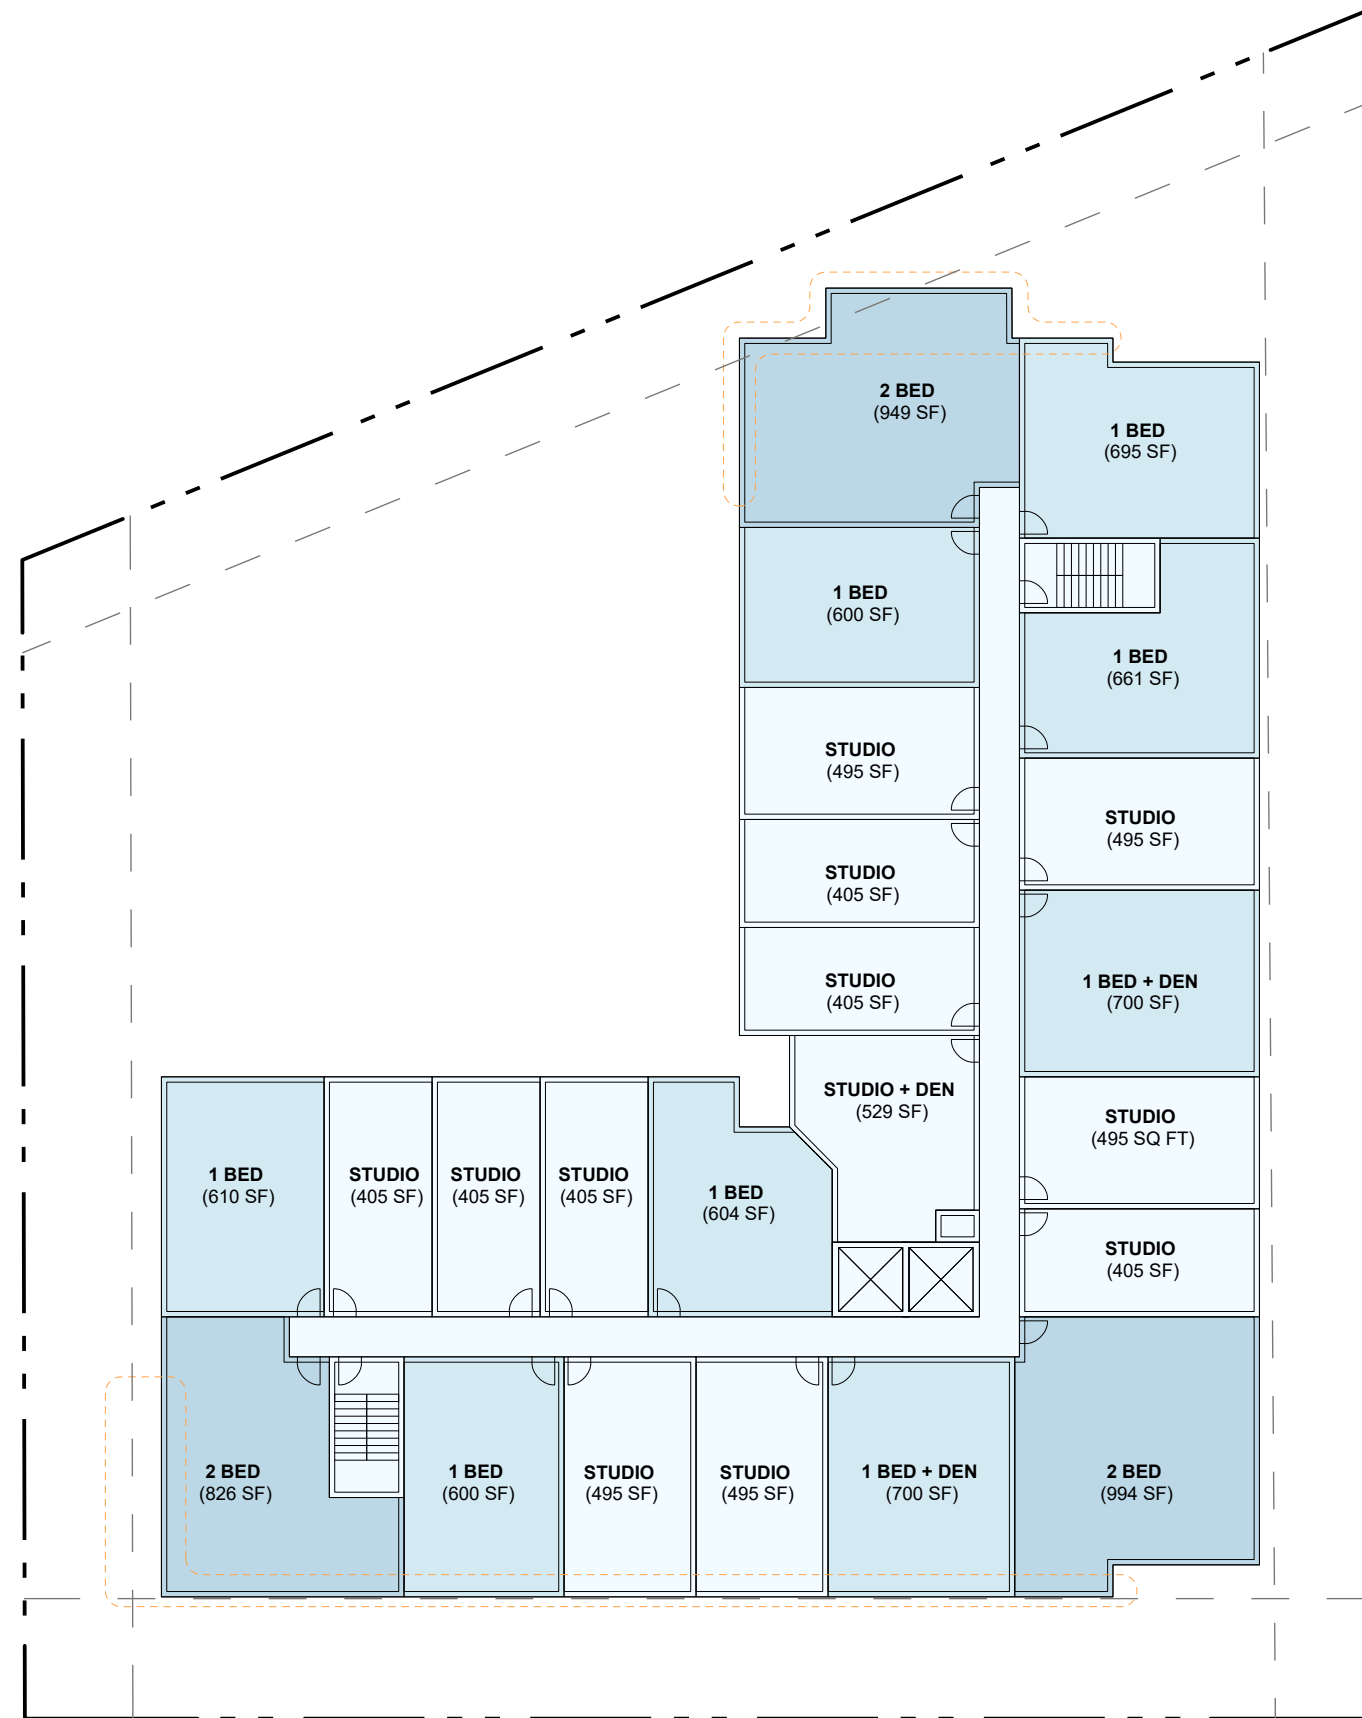 2 BED
(949 SF)
1 BED
(695 SF)
1 BED
(600 SF)
1 BED
(661 SF)
STUDIO
(495 SF)
STUDIO
(495 SF)
STUDIO
(405 SF)
STUDIO
(405 SF)
1 BED + DEN
(700 SF)
STUDIO + DEN
(529 SF)
STUDIO
(495 SQ FT)
1 BED
(610 SF)
STUDIO
(405 SF)
STUDIO
(405 SF)
STUDIO
(405 SF)
1 BED
(604 SF)
STUDIO
(405 SF)
2 BED
(826 SF)
1 BED
(600 SF)
STUDIO
(495 SF)
STUDIO
(495 SF)
1 BED + DEN
(700 SF)
2 BED
(994 SF)